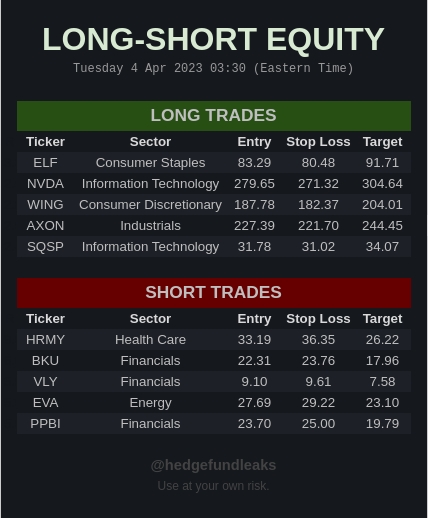 LONG-SHORT EQUITY
Tuesday 4 Apr 2023 03:30 (Eastern Time)
LONG TRADES
Ticker Sector Entry Stop Loss Target
ELF Consumer Staples 83.29 80.48 91.71
NVDA Information Technology 279.65 271.32 304.64
WING Consumer Discretionary 187.78 182.37 204.01
AXON Industrials 227.39 221.70 244.45
SQSP Information Technology 31.78 31.02 34.07
SHORT TRADES
Ticker Sector Entry Stop Loss Target
HRMY Health Care 33.19 36.35 26.22
BKU Financials 22.31 23.76 17.96
VLY Financials 9.10 9.61 7.58
EVA Energy 27.69 29.22 23.10
PPBI Financials 23.70 25.00 19.79
@hedgefundleaks
Use at your own risk.